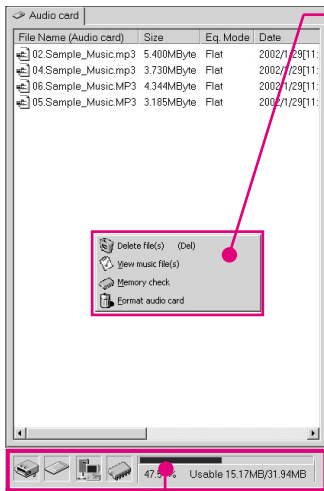 Audio card
File Name (Audio card) Size Eq. Mode Date
02.Sample_Music.mp3 5.400MByte Flat 2002/1/29[11:
04.Sample_Music.mp3 3.730MByte Flat 2002/1/29[11:
06.Sample_Music.MP3 4.344MByte Flat 2002/1/29[11:
05.Sample_Music.MP3 3.185MByte Flat 2002/1/29[11:
Delete file(s) (Del)
View music file(s)
Memory check
Format audio card
Usable 15.17MB/31.94MB